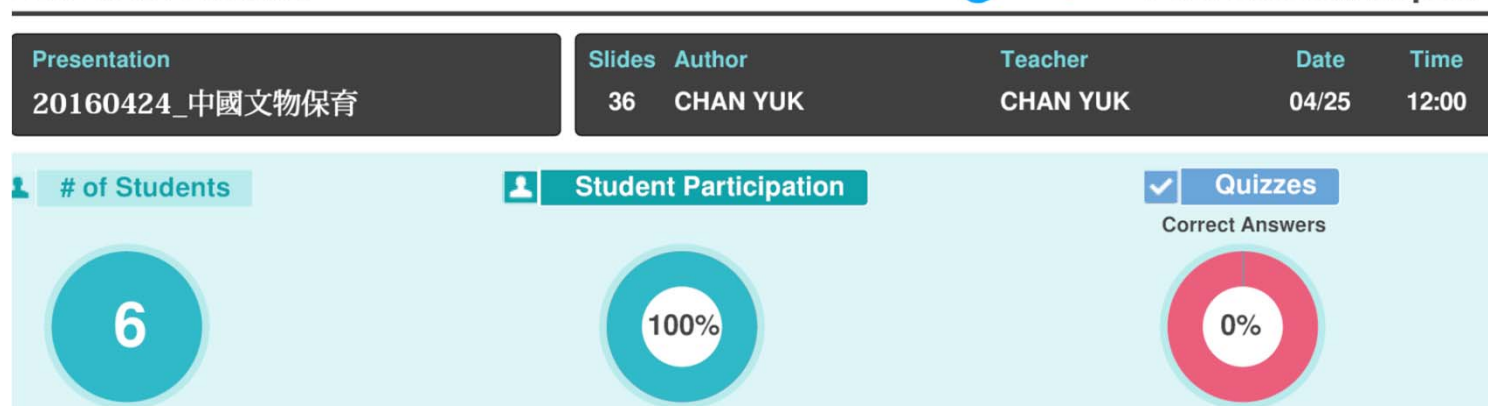 Presentation
20160424_中國文物保育
Slides Author Teacher Date Time
36 CHAN YUK CHAN YUK 04/25 12:00
# of Students
Student Participation
Quizzes
Correct Answers
6
100%
0%